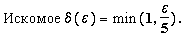 Искомое δ(ε) = min(1, ε/5).